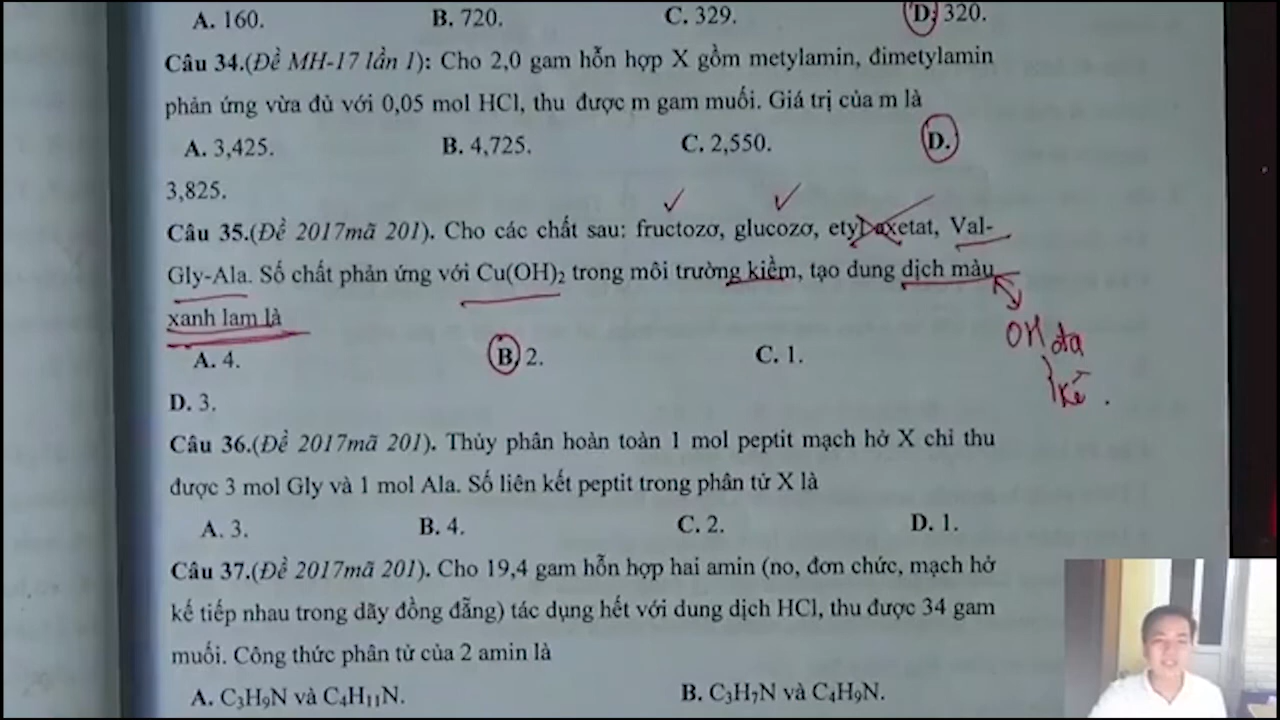 A. 160. B. 720. C. 329. D. 320.
Câu 34.(Đề MH-17 lần I): Cho 2,0 gam hỗn hợp X gồm metylamin, đimetylamin
phản ứng vừa đủ với 0,05 mol HCl, thu được m gam muối. Giá trị của m là
A. 3,425. B. 4,725. C. 2,550. D.
3,825.
Câu 35.(Đề 2017mã 201). Cho các chất sau: fructozơ, glucozơ, etyl axetat, Val-
Gly-Ala. Số chất phản ứng với Cu(OH)₂ trong môi trường kiềm, tạo dung dịch màu
xanh lam là
OH đa
kế .
A. 4. B. 2. C. 1.
D. 3.
Câu 36.(Đề 2017mã 201). Thủy phân hoàn toàn 1 mol peptit mạch hở X chỉ thu
được 3 mol Gly và 1 mol Ala. Số liên kết peptit trong phân tử X là
A. 3. B. 4. C. 2. D. 1.
Câu 37.(Đề 2017mã 201). Cho 19,4 gam hỗn hợp hai amin (no, đơn chức, mạch hở
kế tiếp nhau trong dãy đồng đẳng) tác dụng hết với dung dịch HCl, thu được 34 gam
muối. Công thức phân tử của 2 amin là
A. C₃H₉N và C₄H₁₁N. B. C₃H₇N và C₄H₉N.